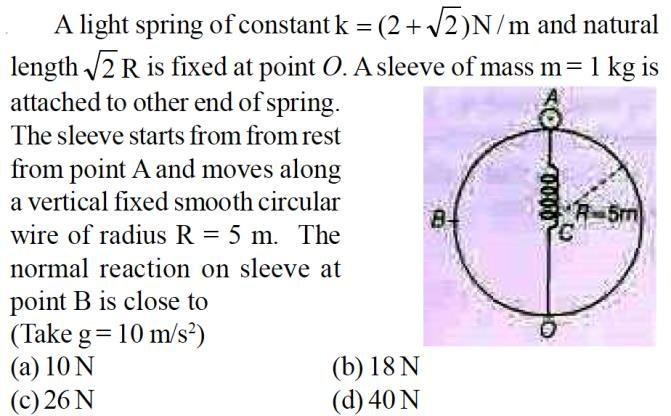 A light spring of constant k = (2 + √2)N/m and natural
length √2 R is fixed at point O. A sleeve of mass m = 1 kg is
attached to other end of spring.
The sleeve starts from from rest
from point A and moves along
a vertical fixed smooth circular
wire of radius R = 5 m. The
normal reaction on sleeve at
point B is close to
(Take g = 10 m/s²)
(a) 10 N (b) 18 N
(c) 26 N (d) 40 N
A
B
R=5m
C
O